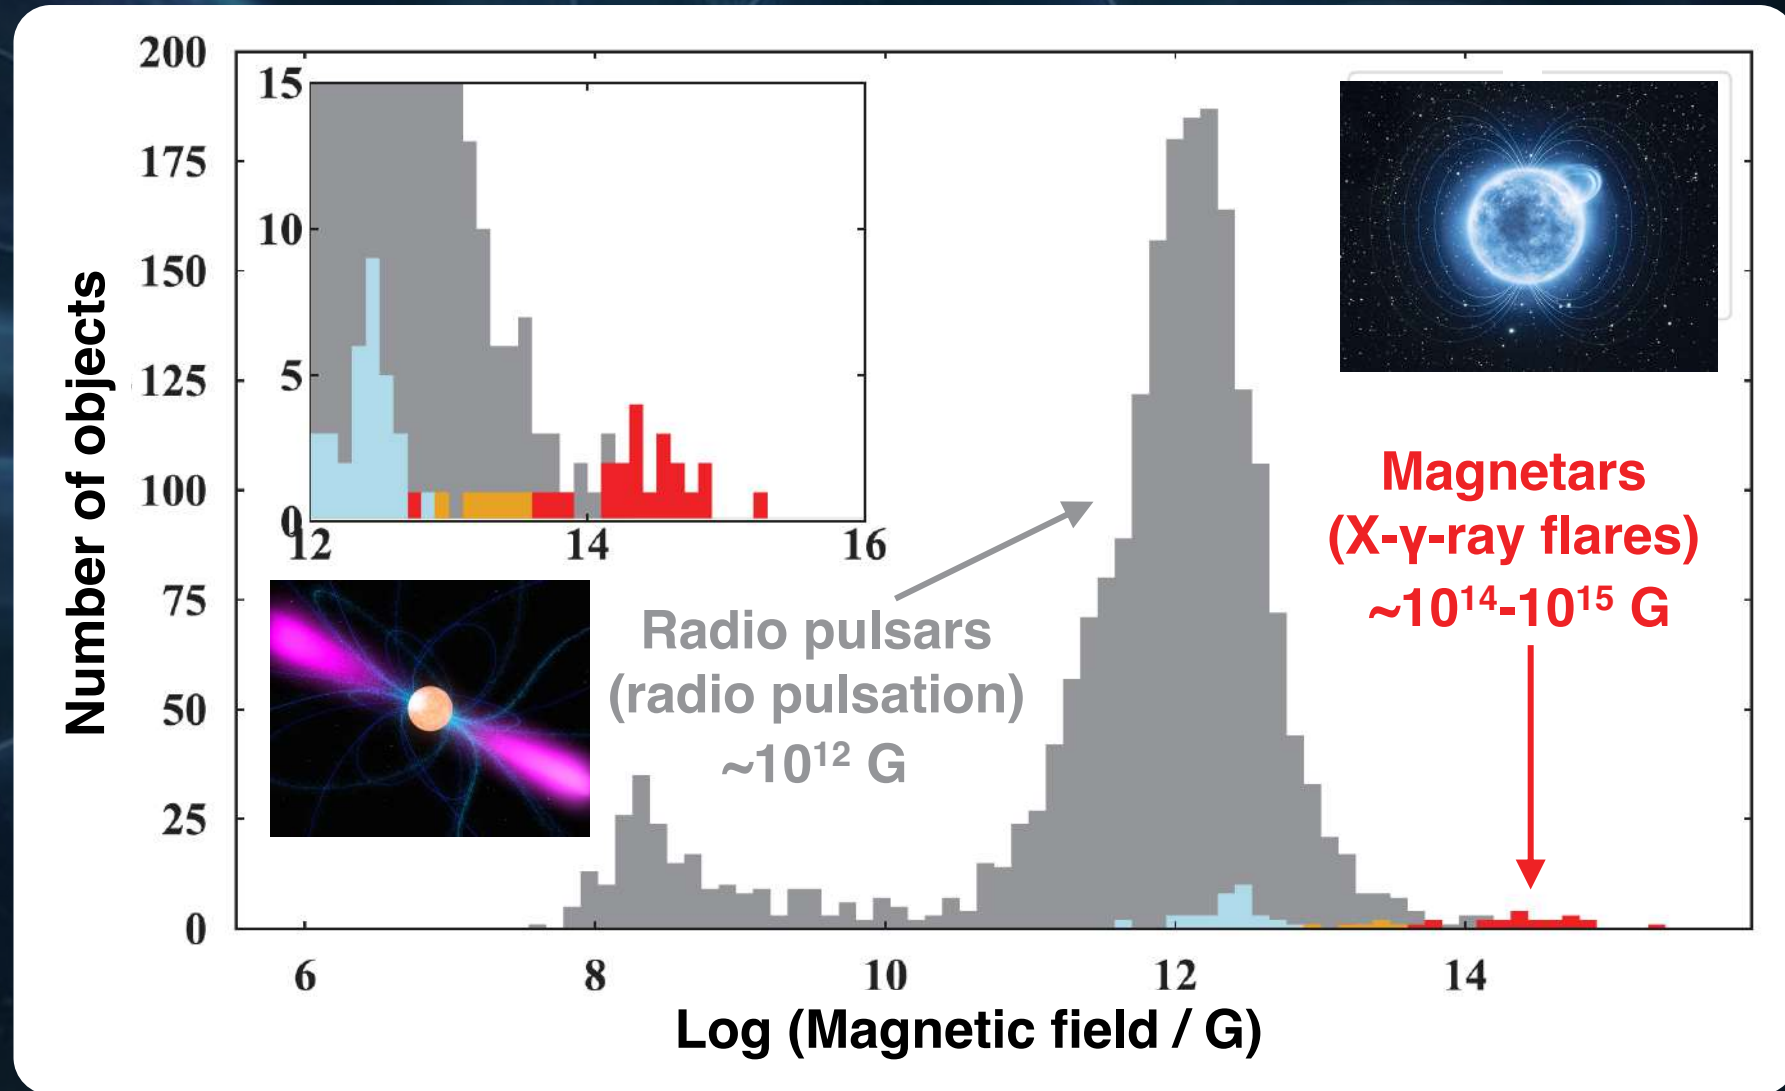 200
175
150
125
100
75
50
25
0
15
10
5
0
12
14
16
Number of objects
Radio pulsars
(radio pulsation)
~10¹² G
Magnetars
(X-γ-ray flares)
~10¹⁴-10¹⁵ G
6
8
10
12
14
Log (Magnetic field / G)